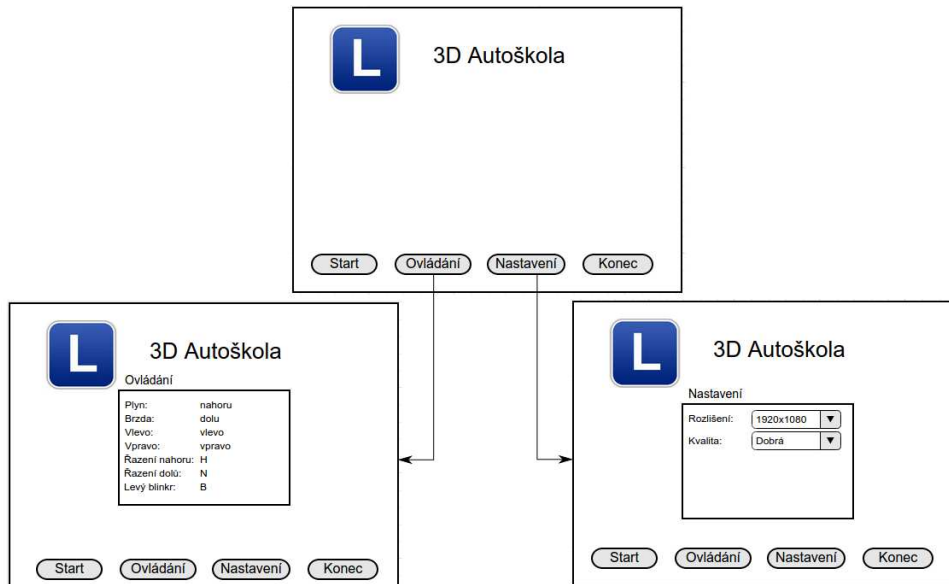 L
3D Autoškola
Start Ovládání Nastavení Konec
L
3D Autoškola
Ovládání
Plyn: nahoru
Brzda: dolu
Vlevo: vlevo
Vpravo: vpravo
Řazení nahoru: H
Řazení dolů: N
Levý blinkr: B
Start Ovládání Nastavení Konec
L
3D Autoškola
Nastavení
Rozlišení: 1920x1080
Kvalita: Dobrá
Start Ovládání Nastavení Konec